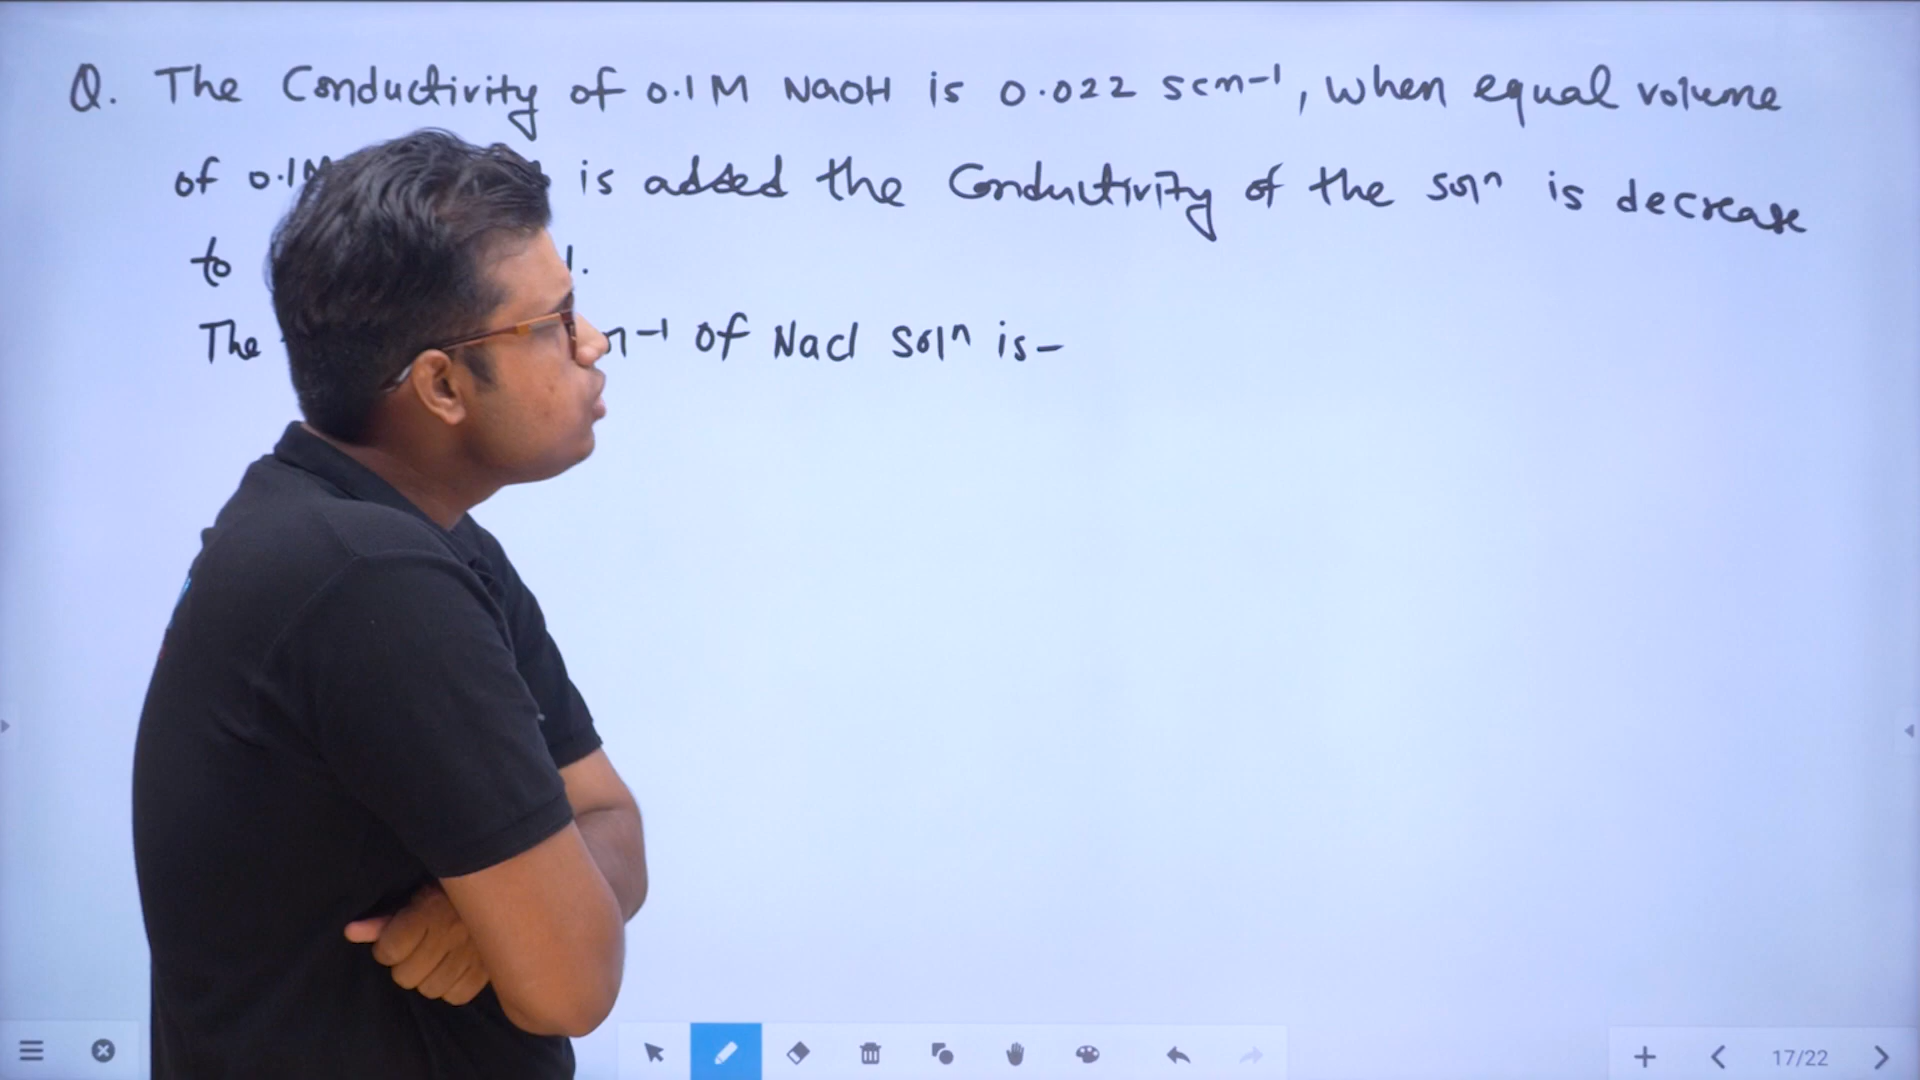 Q. The Conductivity of 0.1M NaOH is 0.022 scm-1, when equal volume
of 0.1M is added the Conductivity of the solⁿ is decrease
to
The of Nacl Solⁿ is-
17/22